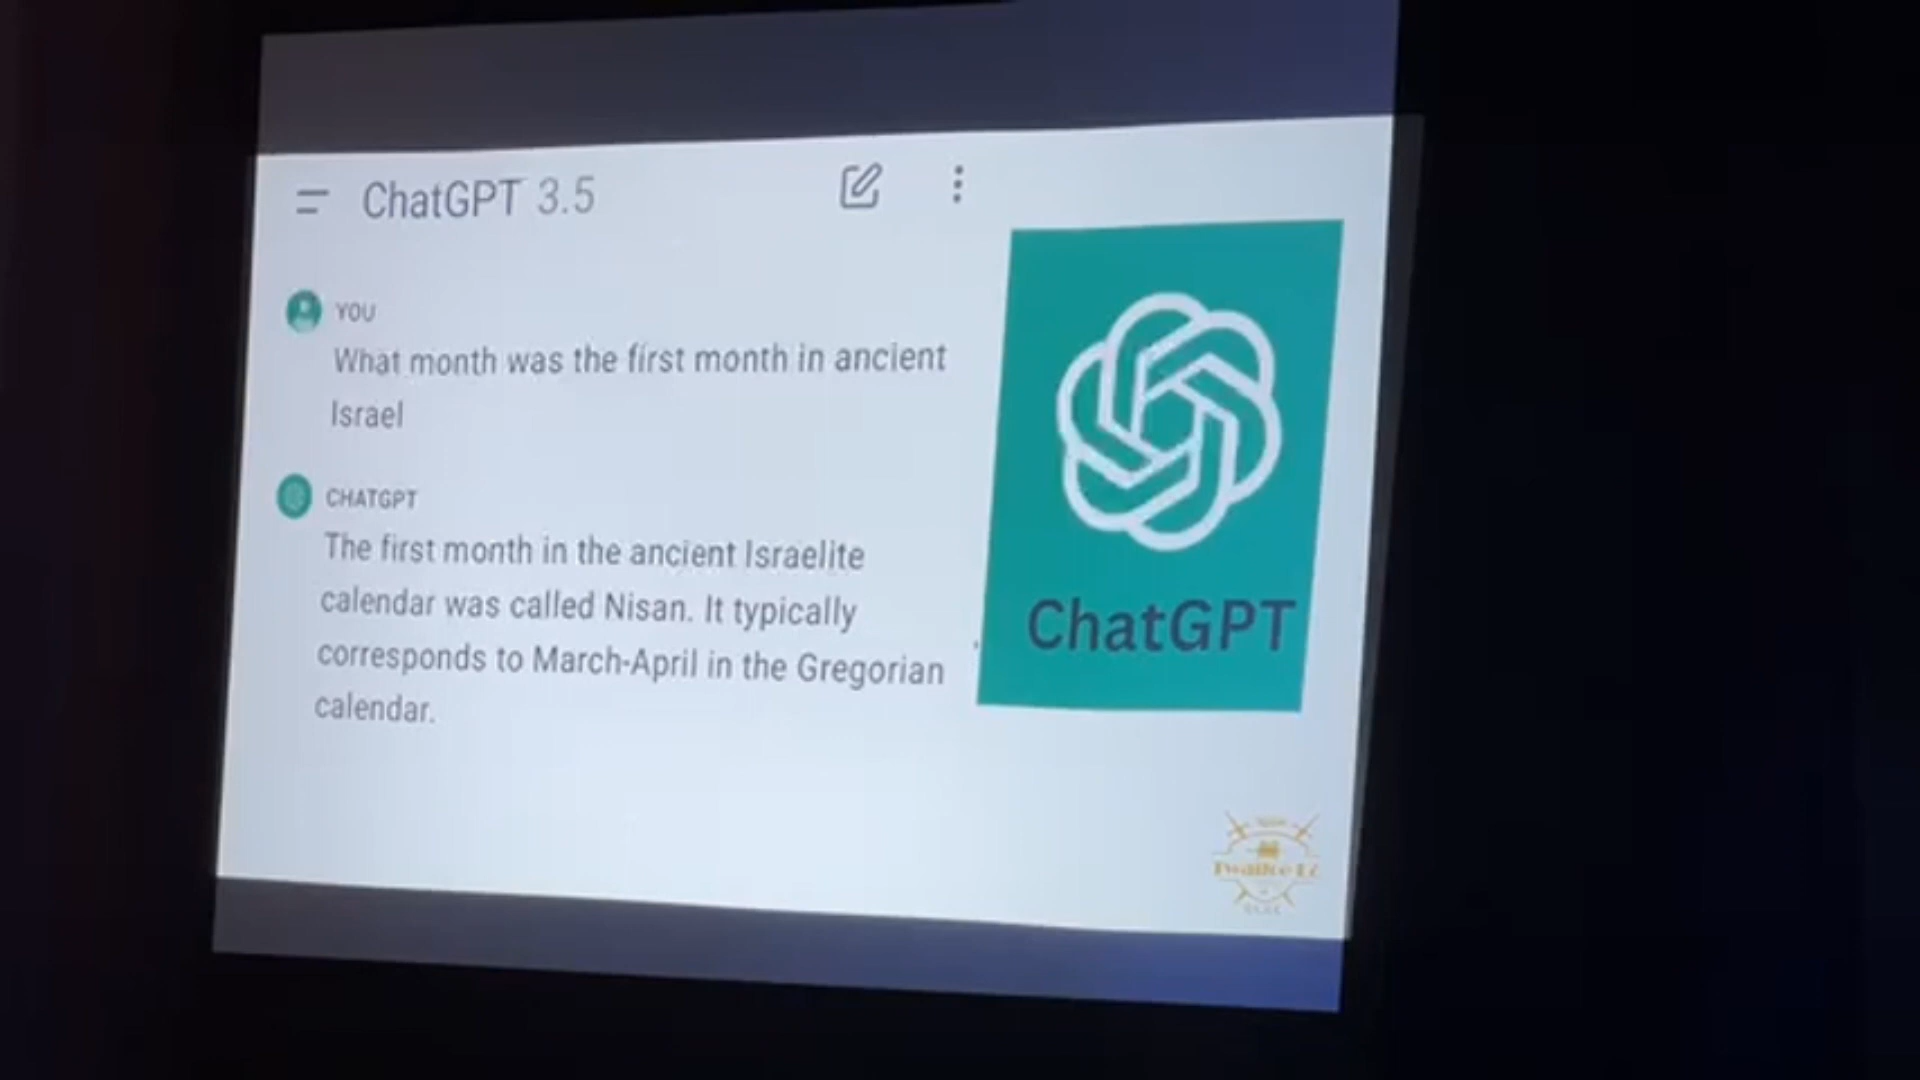 ChatGPT 3.5
YOU
What month was the first month in ancient
Israel
CHATGPT
The first month in the ancient Israelite
calendar was called Nisan. It typically
corresponds to March-April in the Gregorian
calendar.
ChatGPT